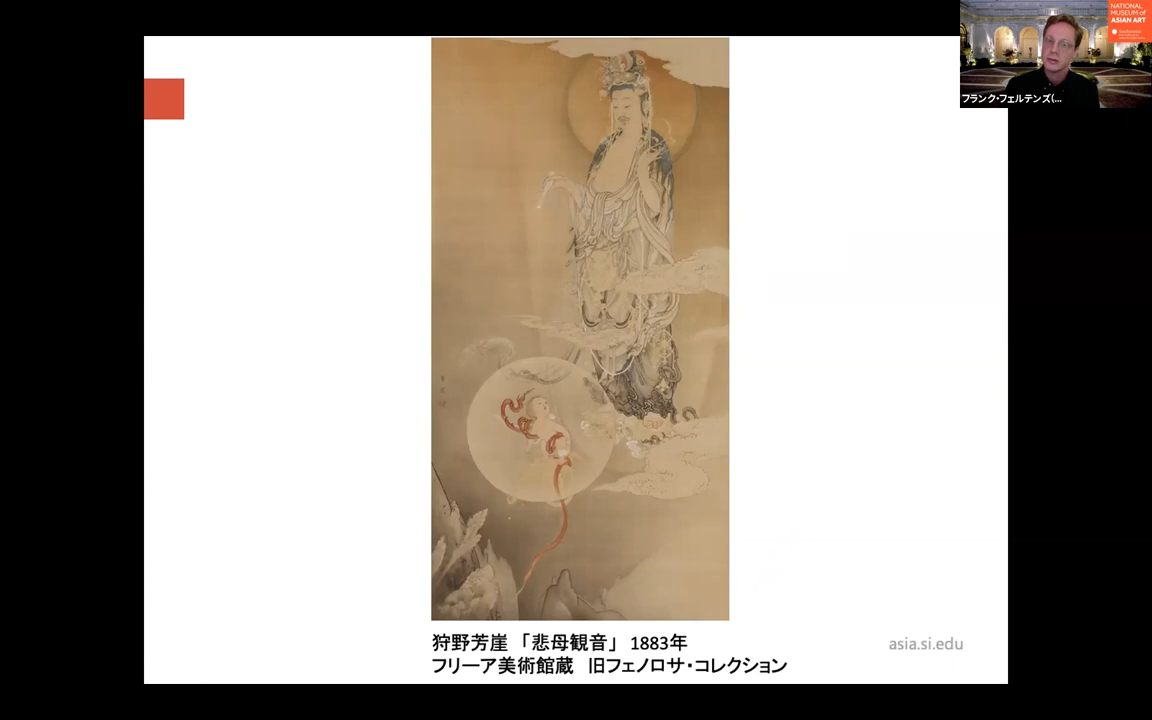 NATIONAL
MUSEUM of
ASIAN ART
Smithsonian
フランク・フェルテンズ(...
狩野芳崖 「悲母観音」 1883年
フリーア美術館蔵 旧フェノロサ・コレクション
asia.si.edu